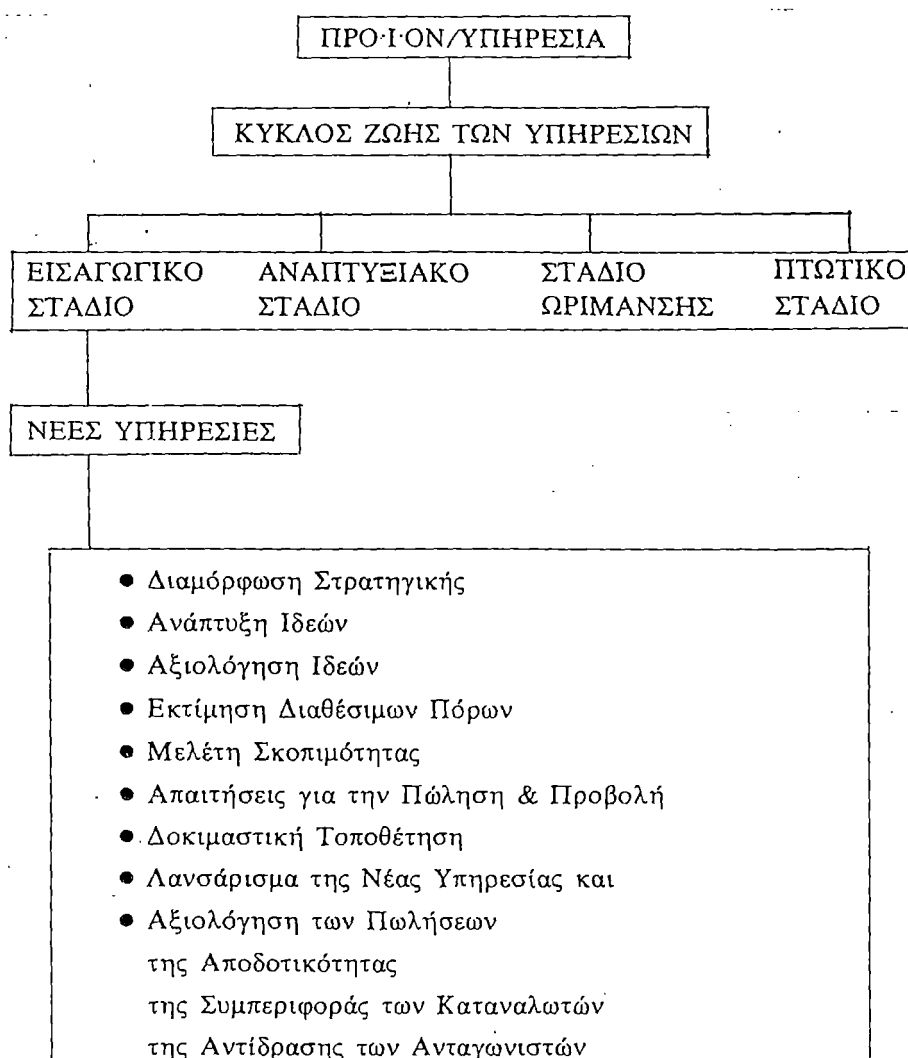 ΠΡΟ·Ι·ΟΝ/ΥΠΗΡΕΣΙΑ
ΚΥΚΛΟΣ ΖΩΗΣ ΤΩΝ ΥΠΗΡΕΣΙΩΝ
ΕΙΣΑΓΩΓΙΚΟ ΑΝΑΠΤΥΞΙΑΚΟ ΣΤΑΔΙΟ ΠΤΩΤΙΚΟ
ΣΤΑΔΙΟ ΣΤΑΔΙΟ ΩΡΙΜΑΝΣΗΣ ΣΤΑΔΙΟ
ΝΕΕΣ ΥΠΗΡΕΣΙΕΣ
● Διαμόρφωση Στρατηγικής
● Ανάπτυξη Ιδεών
● Αξιολόγηση Ιδεών
● Εκτίμηση Διαθέσιμων Πόρων
● Μελέτη Σκοπιμότητας
● Απαιτήσεις για την Πώληση & Προβολή
● Δοκιμαστική Τοποθέτηση
● Λανσάρισμα της Νέας Υπηρεσίας και
● Αξιολόγηση των Πωλήσεων
της Αποδοτικότητας
της Συμπεριφοράς των Καταναλωτών
της Αντίδρασης των Ανταγωνιστών